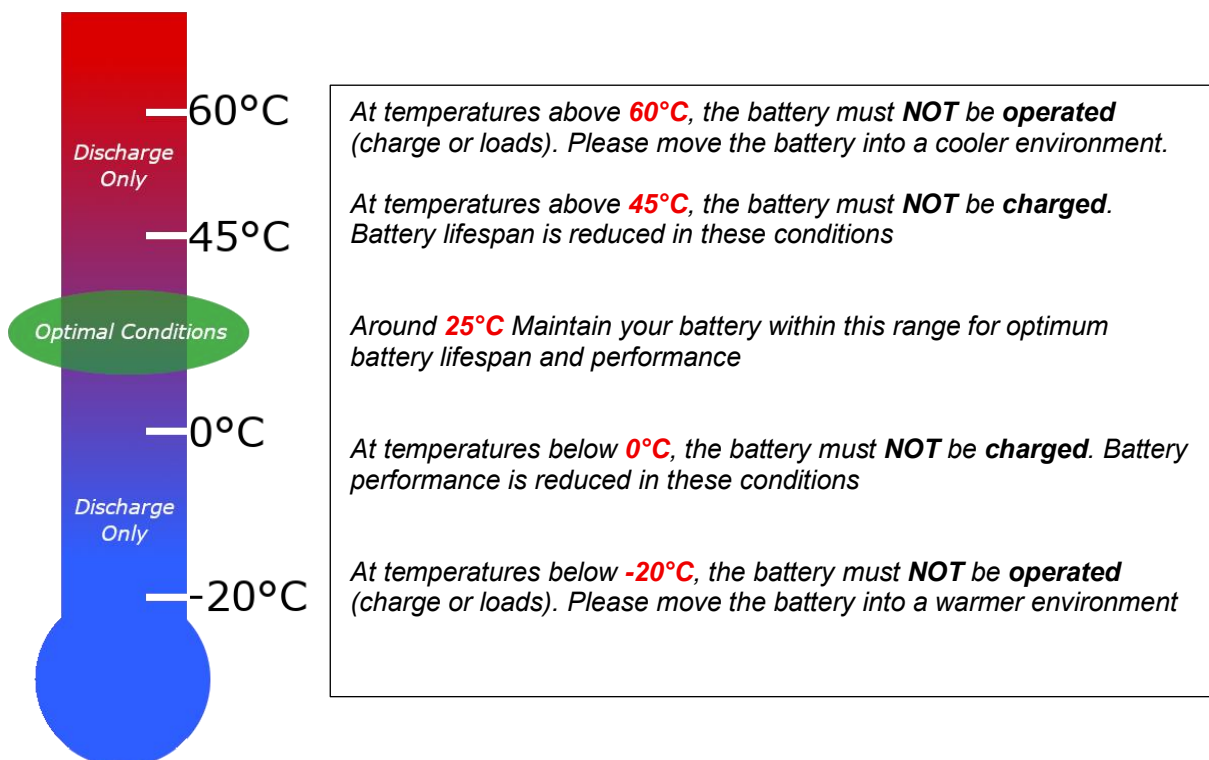 60°C
Discharge
Only
45°C
Optimal Conditions
0°C
Discharge
Only
-20°C
At temperatures above 60°C, the battery must NOT be operated
(charge or loads). Please move the battery into a cooler environment.
At temperatures above 45°C, the battery must NOT be charged.
Battery lifespan is reduced in these conditions
Around 25°C Maintain your battery within this range for optimum
battery lifespan and performance
At temperatures below 0°C, the battery must NOT be charged. Battery
performance is reduced in these conditions
At temperatures below -20°C, the battery must NOT be operated
(charge or loads). Please move the battery into a warmer environment